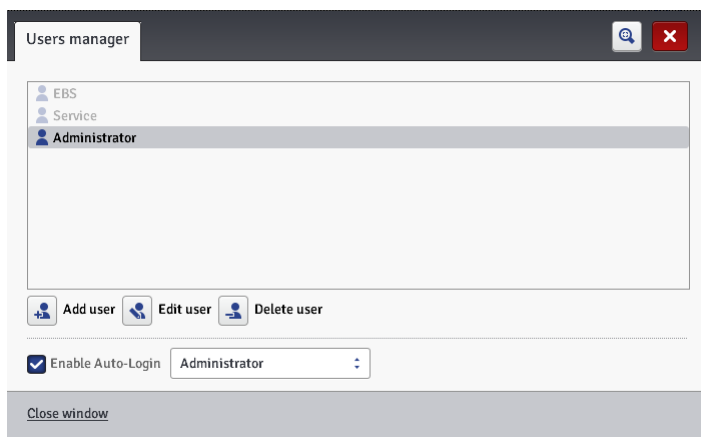 Users manager
EBS
Service
Administrator
Add user Edit user Delete user
Enable Auto-Login Administrator
Close window